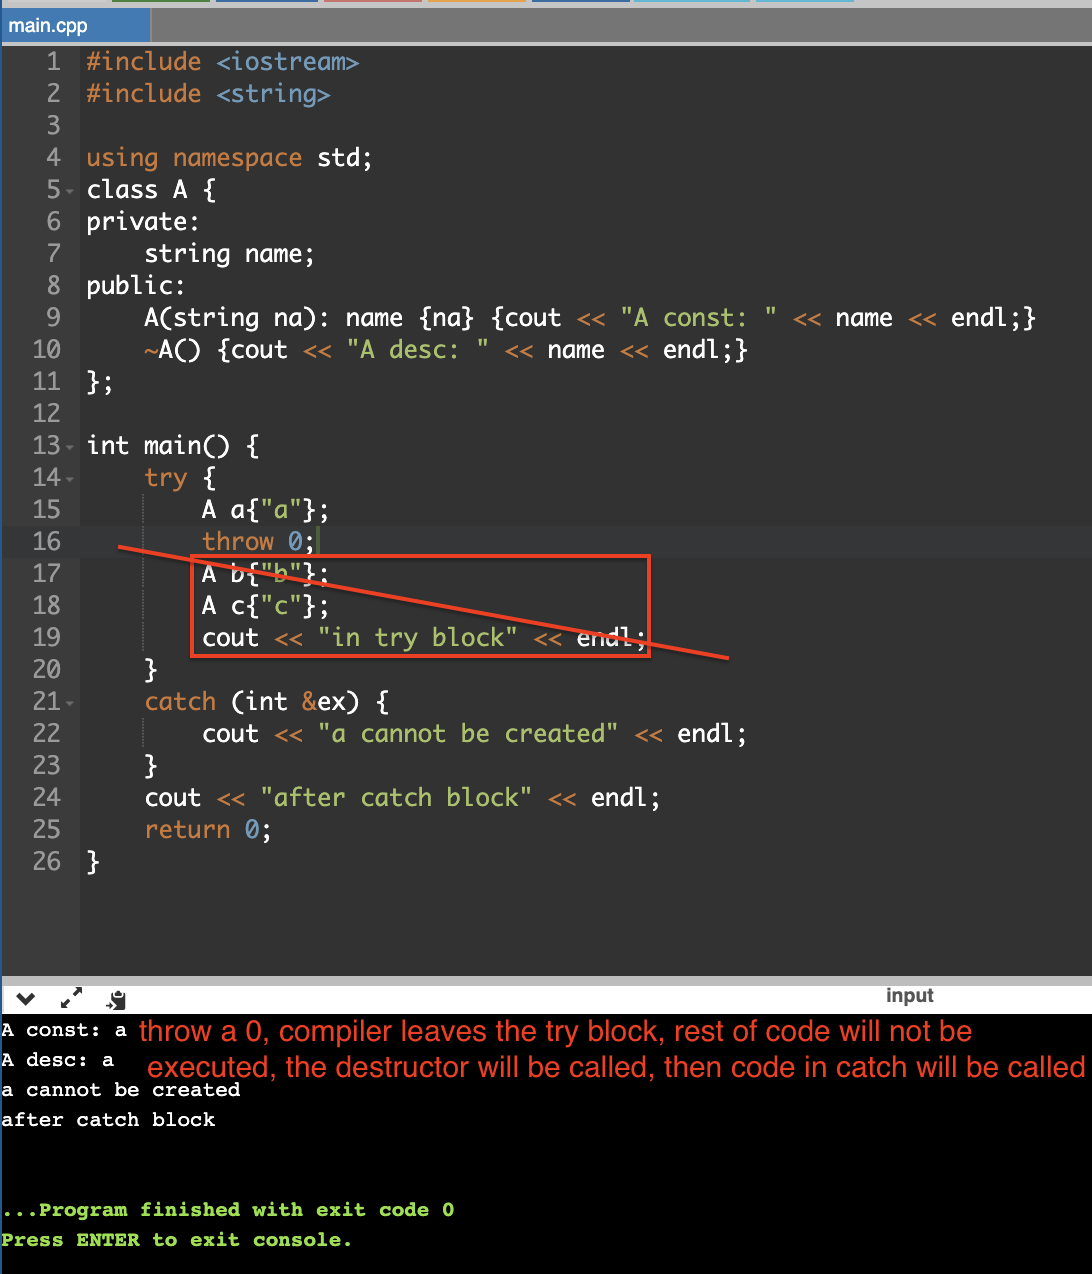 main.cpp
1 #include <iostream>
2 #include <string>
3
4 using namespace std;
5 class A {
6 private:
7     string name;
8 public:
9     A(string na): name {na} {cout << "A const: " << name << endl;}
10     ~A() {cout << "A desc: " << name << endl;}
11 };
12
13 int main() {
14     try {
15         A a{"a"};
16         throw 0;
17         A b{"b"};
18         A c{"c"};
19         cout << "in try block" << endl;
20     }
21     catch (int &ex) {
22         cout << "a cannot be created" << endl;
23     }
24     cout << "after catch block" << endl;
25     return 0;
26 }
input
A const: a throw a 0, compiler leaves the try block, rest of code will not be
A desc: a executed, the destructor will be called, then code in catch will be called
a cannot be created
after catch block
...Program finished with exit code 0
Press ENTER to exit console.